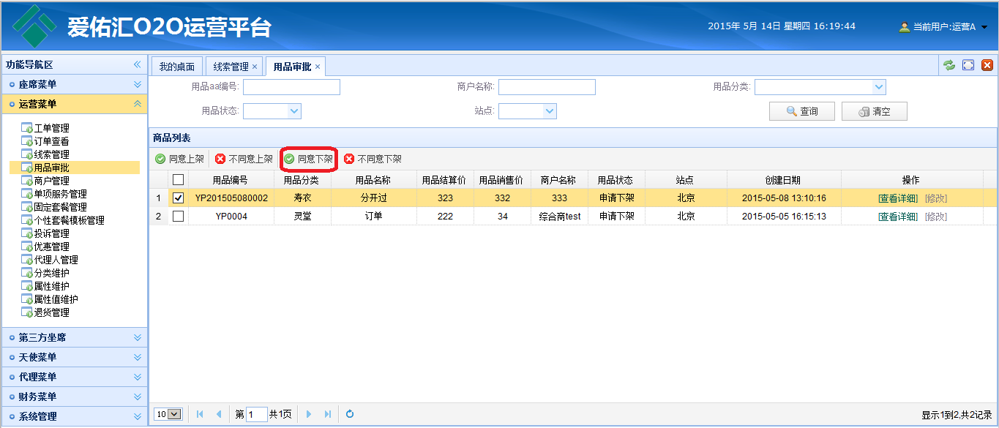 爱佑汇O2O运营平台
2015年 5月 14日 星期四 16:19:44
当前用户:运营A
功能导航区
座席菜单
运营菜单
工单管理
订单查看
线索管理
用品审批
商户管理
单项服务管理
固定套餐管理
个性套餐模板管理
投诉管理
优惠管理
代理人管理
分类维护
属性维护
属性值维护
退货管理
第三方坐席
天使菜单
代理菜单
财务菜单
系统管理
我的桌面 线索管理 × 用品审批 ×
用品aa编号: 商户名称: 用品分类:
用品状态: 站点: 查询 清空
商品列表
同意上架 不同意上架 同意下架 不同意下架
用品编号 用品分类 用品名称 用品结算价 用品销售价 商户名称 用品状态 站点 创建日期 操作
1 YP201505080002 寿衣 分开过 323 332 333 申请下架 北京 2015-05-08 13:10:16 [查看详细] [修改]
2 YP0004 灵堂 订单 222 34 综合商test 申请下架 北京 2015-05-05 16:15:13 [查看详细] [修改]
10 第 1 共1页 显示1到2,共2记录